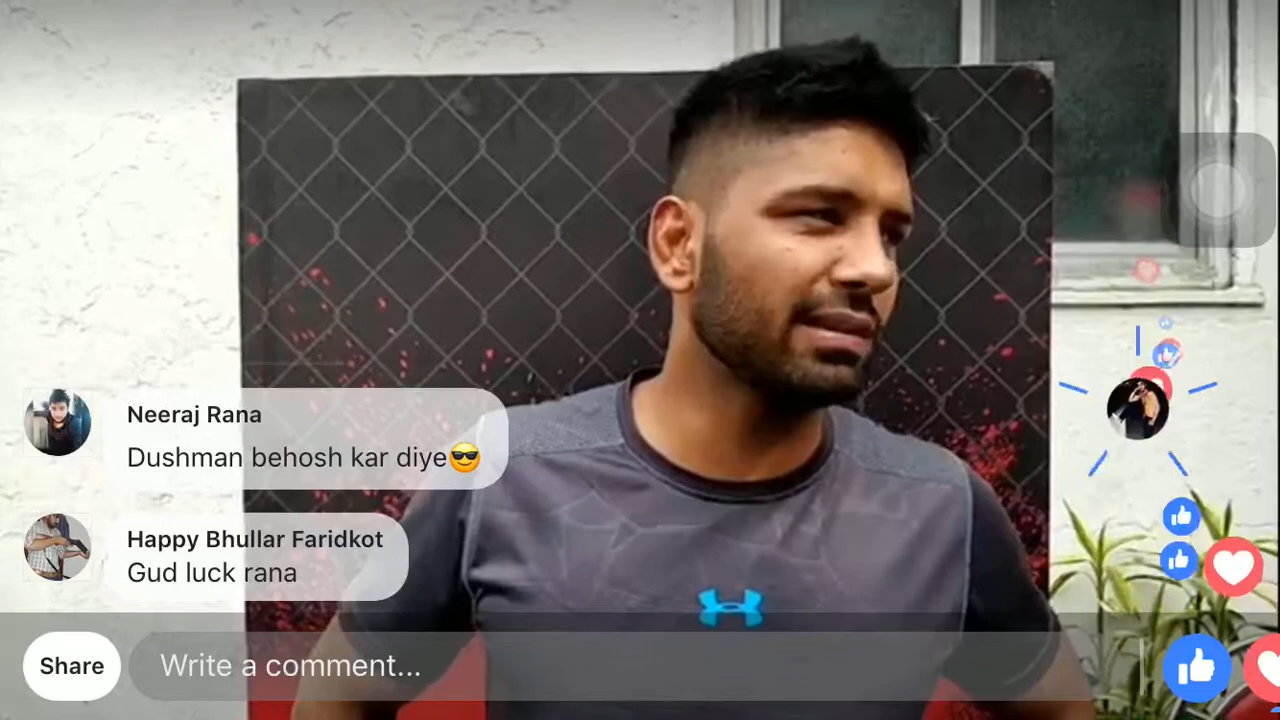 Neeraj Rana
Dushman behosh kar diye😎
Happy Bhullar Faridkot
Gud luck rana
Share
Write a comment...